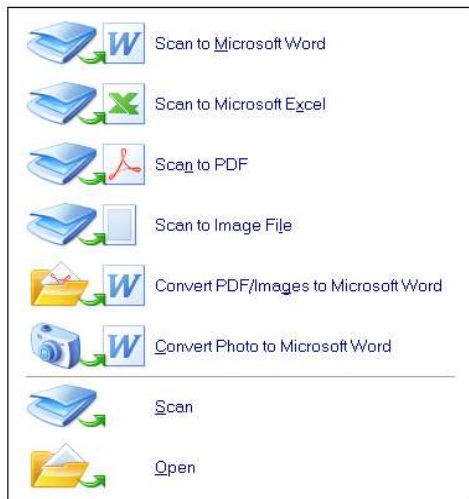 Scan to Microsoft Word
Scan to Microsoft Excel
Scan to PDF
Scan to Image File
Convert PDF/Images to Microsoft Word
Convert Photo to Microsoft Word
Scan
Open